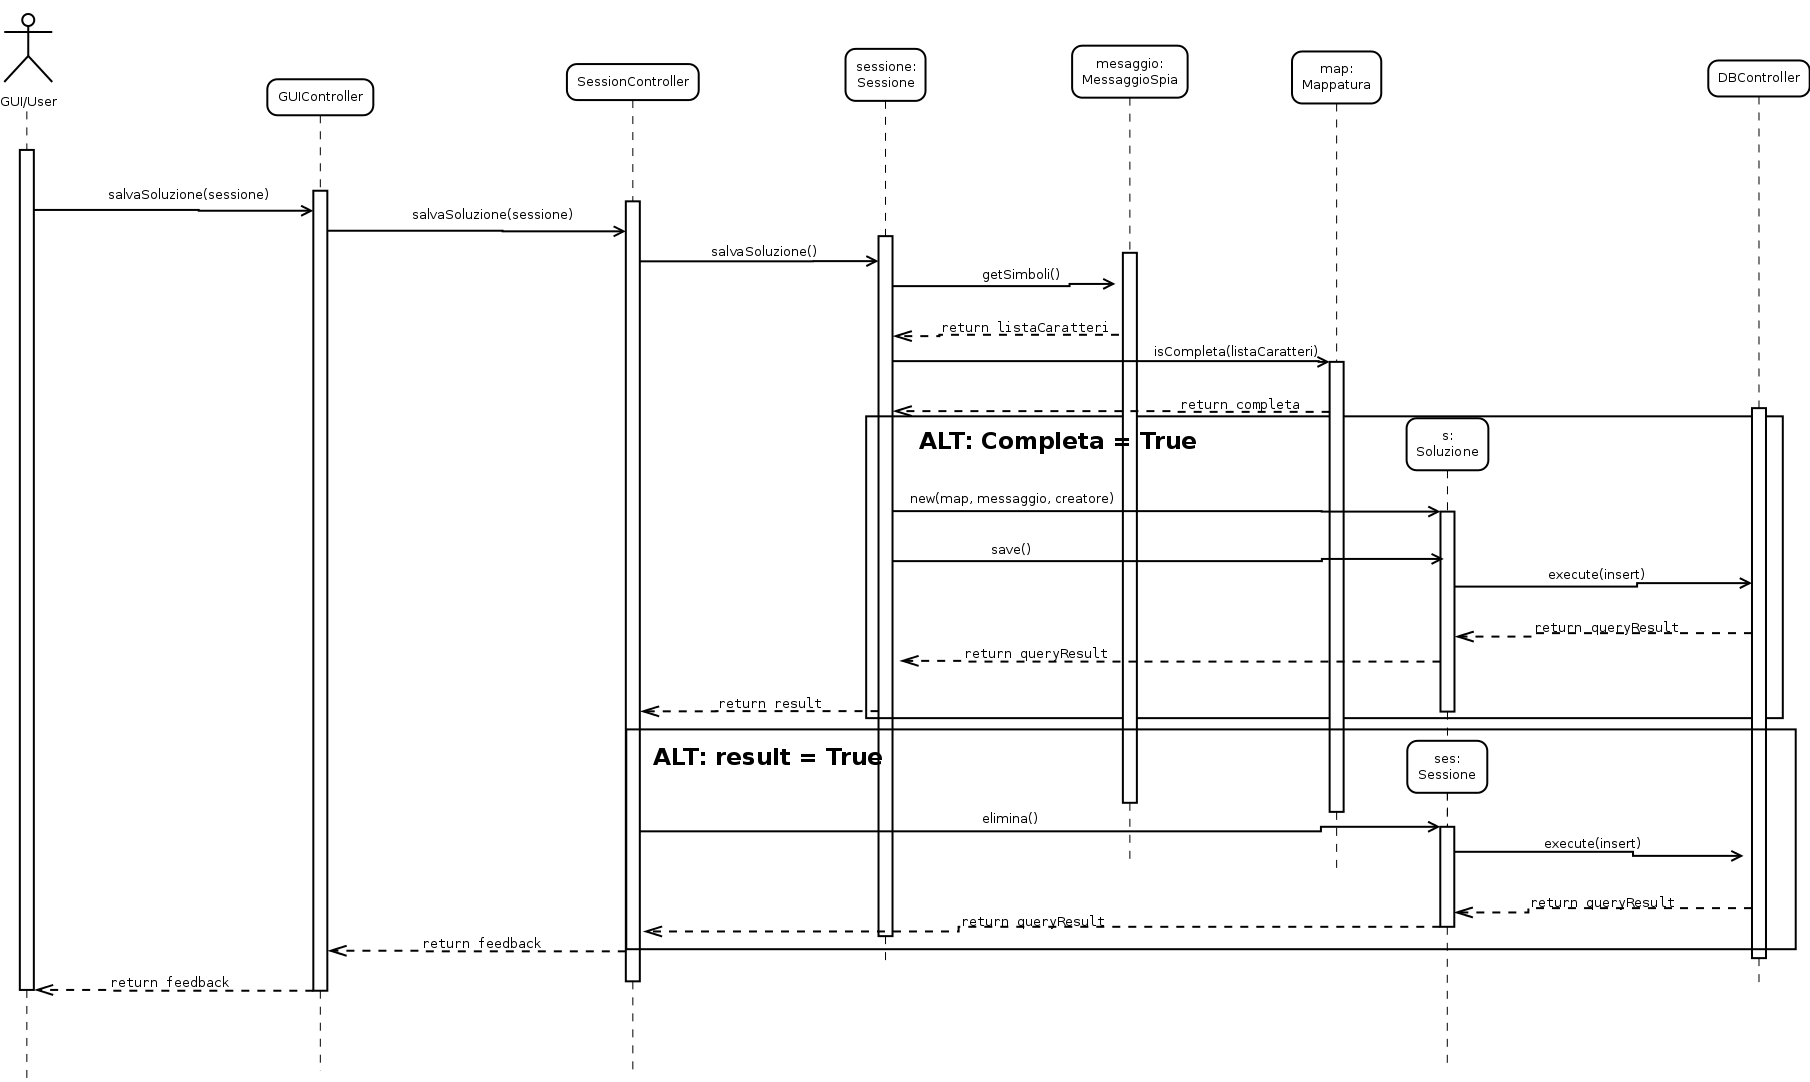 GUI/User
GUIController
SessionController
sessione:
Sessione
mesaggio:
MessaggioSpia
map:
Mappatura
DBController
salvaSoluzione(sessione)
salvaSoluzione(sessione)
salvaSoluzione()
getSimboli()
return listaCaratteri
isCompleta(listaCaratteri)
return completa
ALT: Completa = True
s:
Soluzione
new(map, messaggio, creatore)
save()
execute(insert)
return queryResult
return queryResult
return result
ALT: result = True
ses:
Sessione
elimina()
execute(insert)
return queryResult
return queryResult
return feedback
return feedback